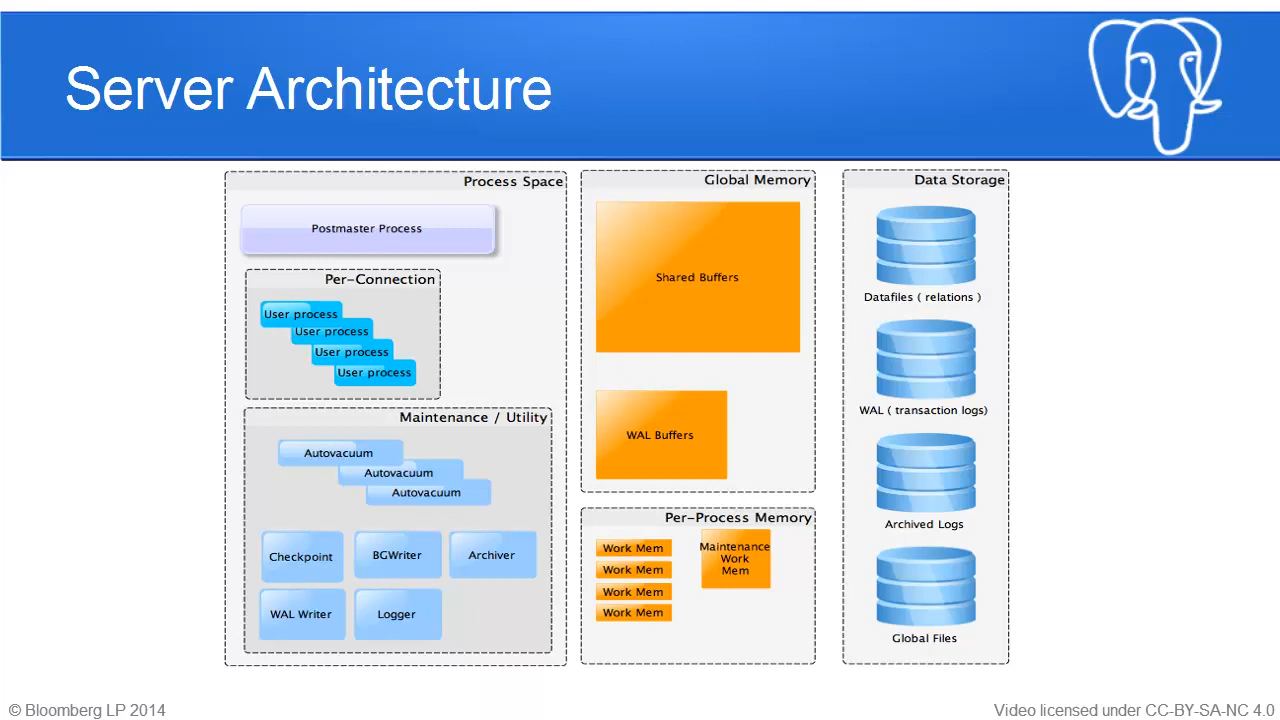 Server Architecture
Process Space
Postmaster Process
Per-Connection
User process
User process
User process
User process
Maintenance / Utility
Autovacuum
Autovacuum
Autovacuum
Checkpoint
BGWriter
Archiver
WAL Writer
Logger
Global Memory
Shared Buffers
WAL Buffers
Per-Process Memory
Work Mem
Work Mem
Work Mem
Work Mem
Maintenance
Work
Mem
Data Storage
Datafiles ( relations )
WAL ( transaction logs)
Archived Logs
Global Files
© Bloomberg LP 2014
Video licensed under CC-BY-SA-NC 4.0